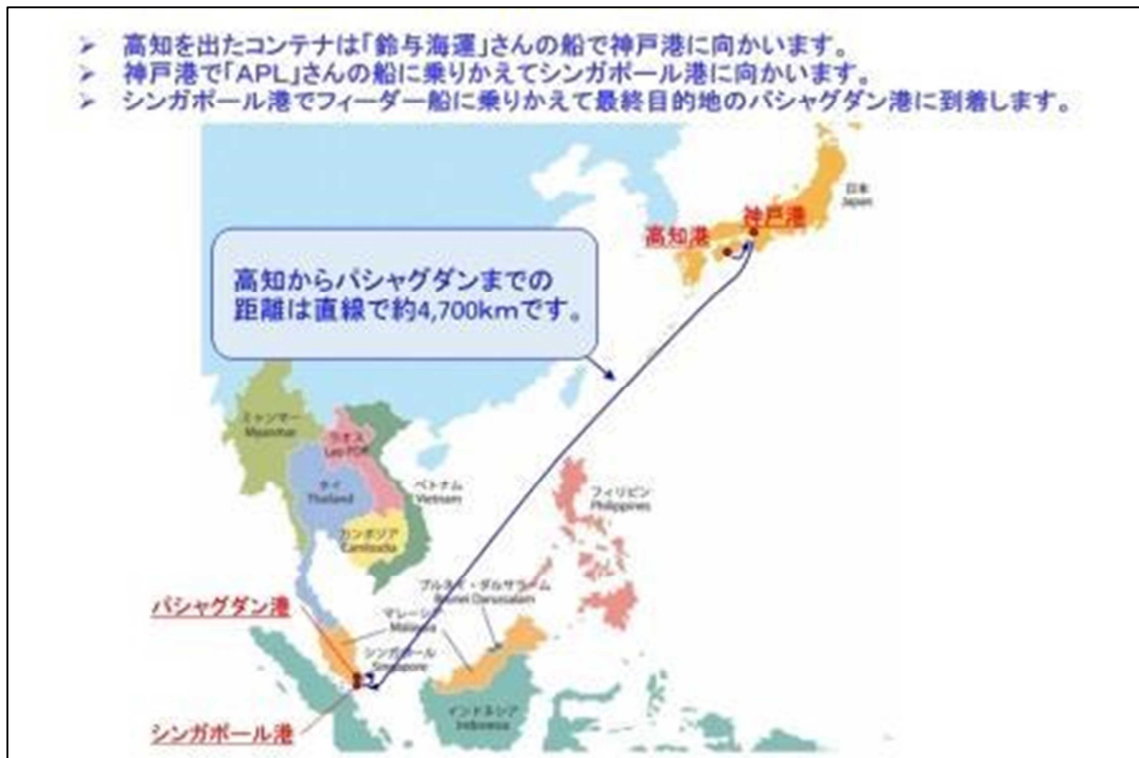 ➢ 高知を出たコンテナは「鈴与海運」さんの船で神戸港に向かいます。
➢ 神戸港で「APL」さんの船に乗りかえてシンガポール港に向かいます。
➢ シンガポール港でフィーダー船に乗りかえて最終目的地のパシャグダン港に到着します。
日本
Japan
神戸港
高知港
高知からパシャグダンまでの
距離は直線で約4,700kmです。
ミャンマー
Myanmar
ラオス
Lao PDR
タイ
Thailand
ベトナム
Vietnam
フィリピン
Philippines
カンボジア
Cambodia
ブルネイ・ダルサラーム
Brunei Darussalam
パシャグダン港
マレーシア
Malaysia
シンガポール
Singapore
インドネシア
Indonesia
シンガポール港